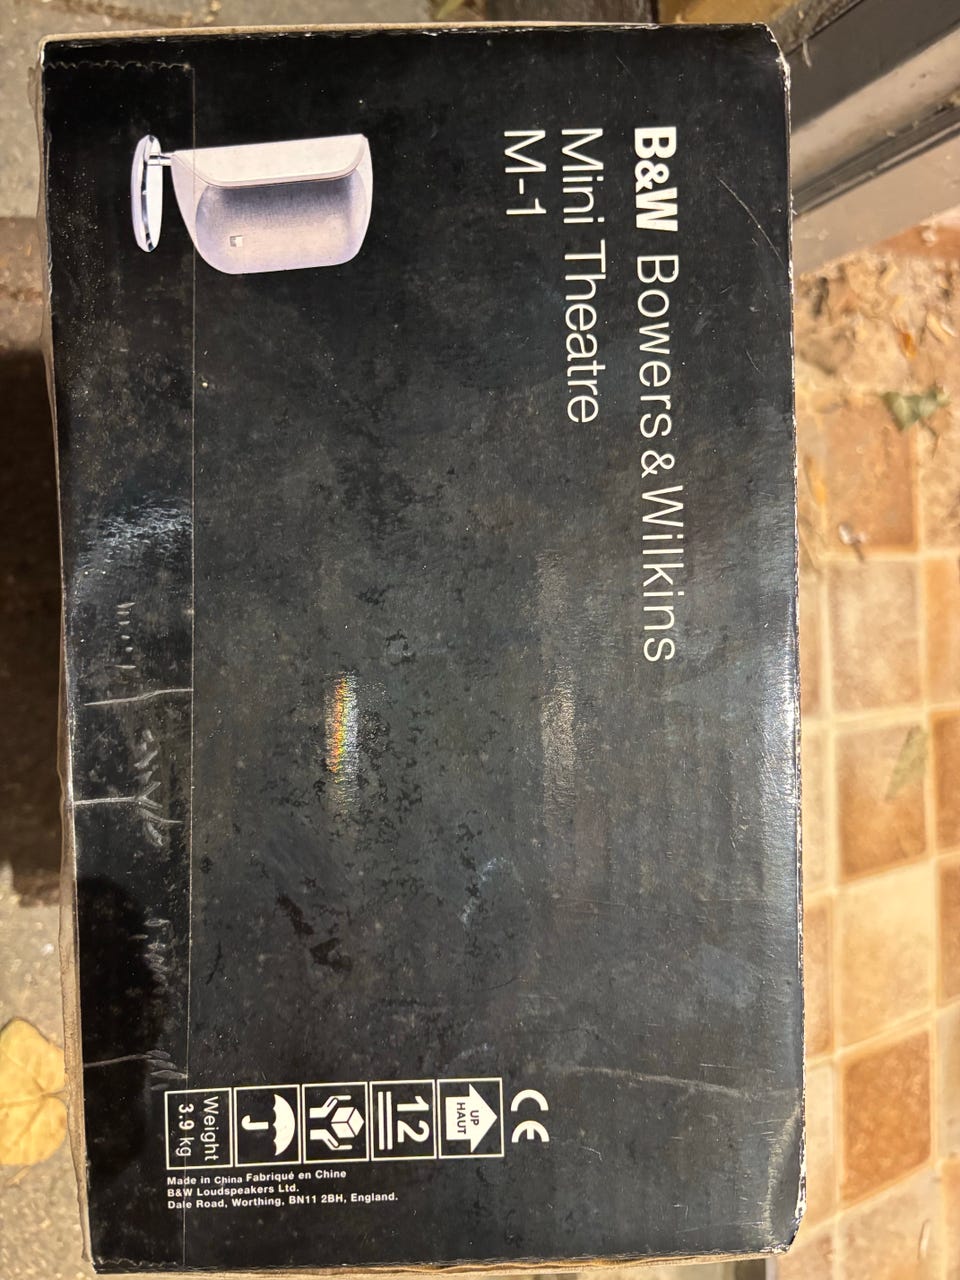 B&W Bowers & Wilkins
Mini Theatre
M-1
CE
UP
HAUT
12
Weight
3.9 kg
Made in China Fabriqué en Chine
B&W Loudspeakers Ltd.
Dale Road, Worthing, BN11 2BH, England.